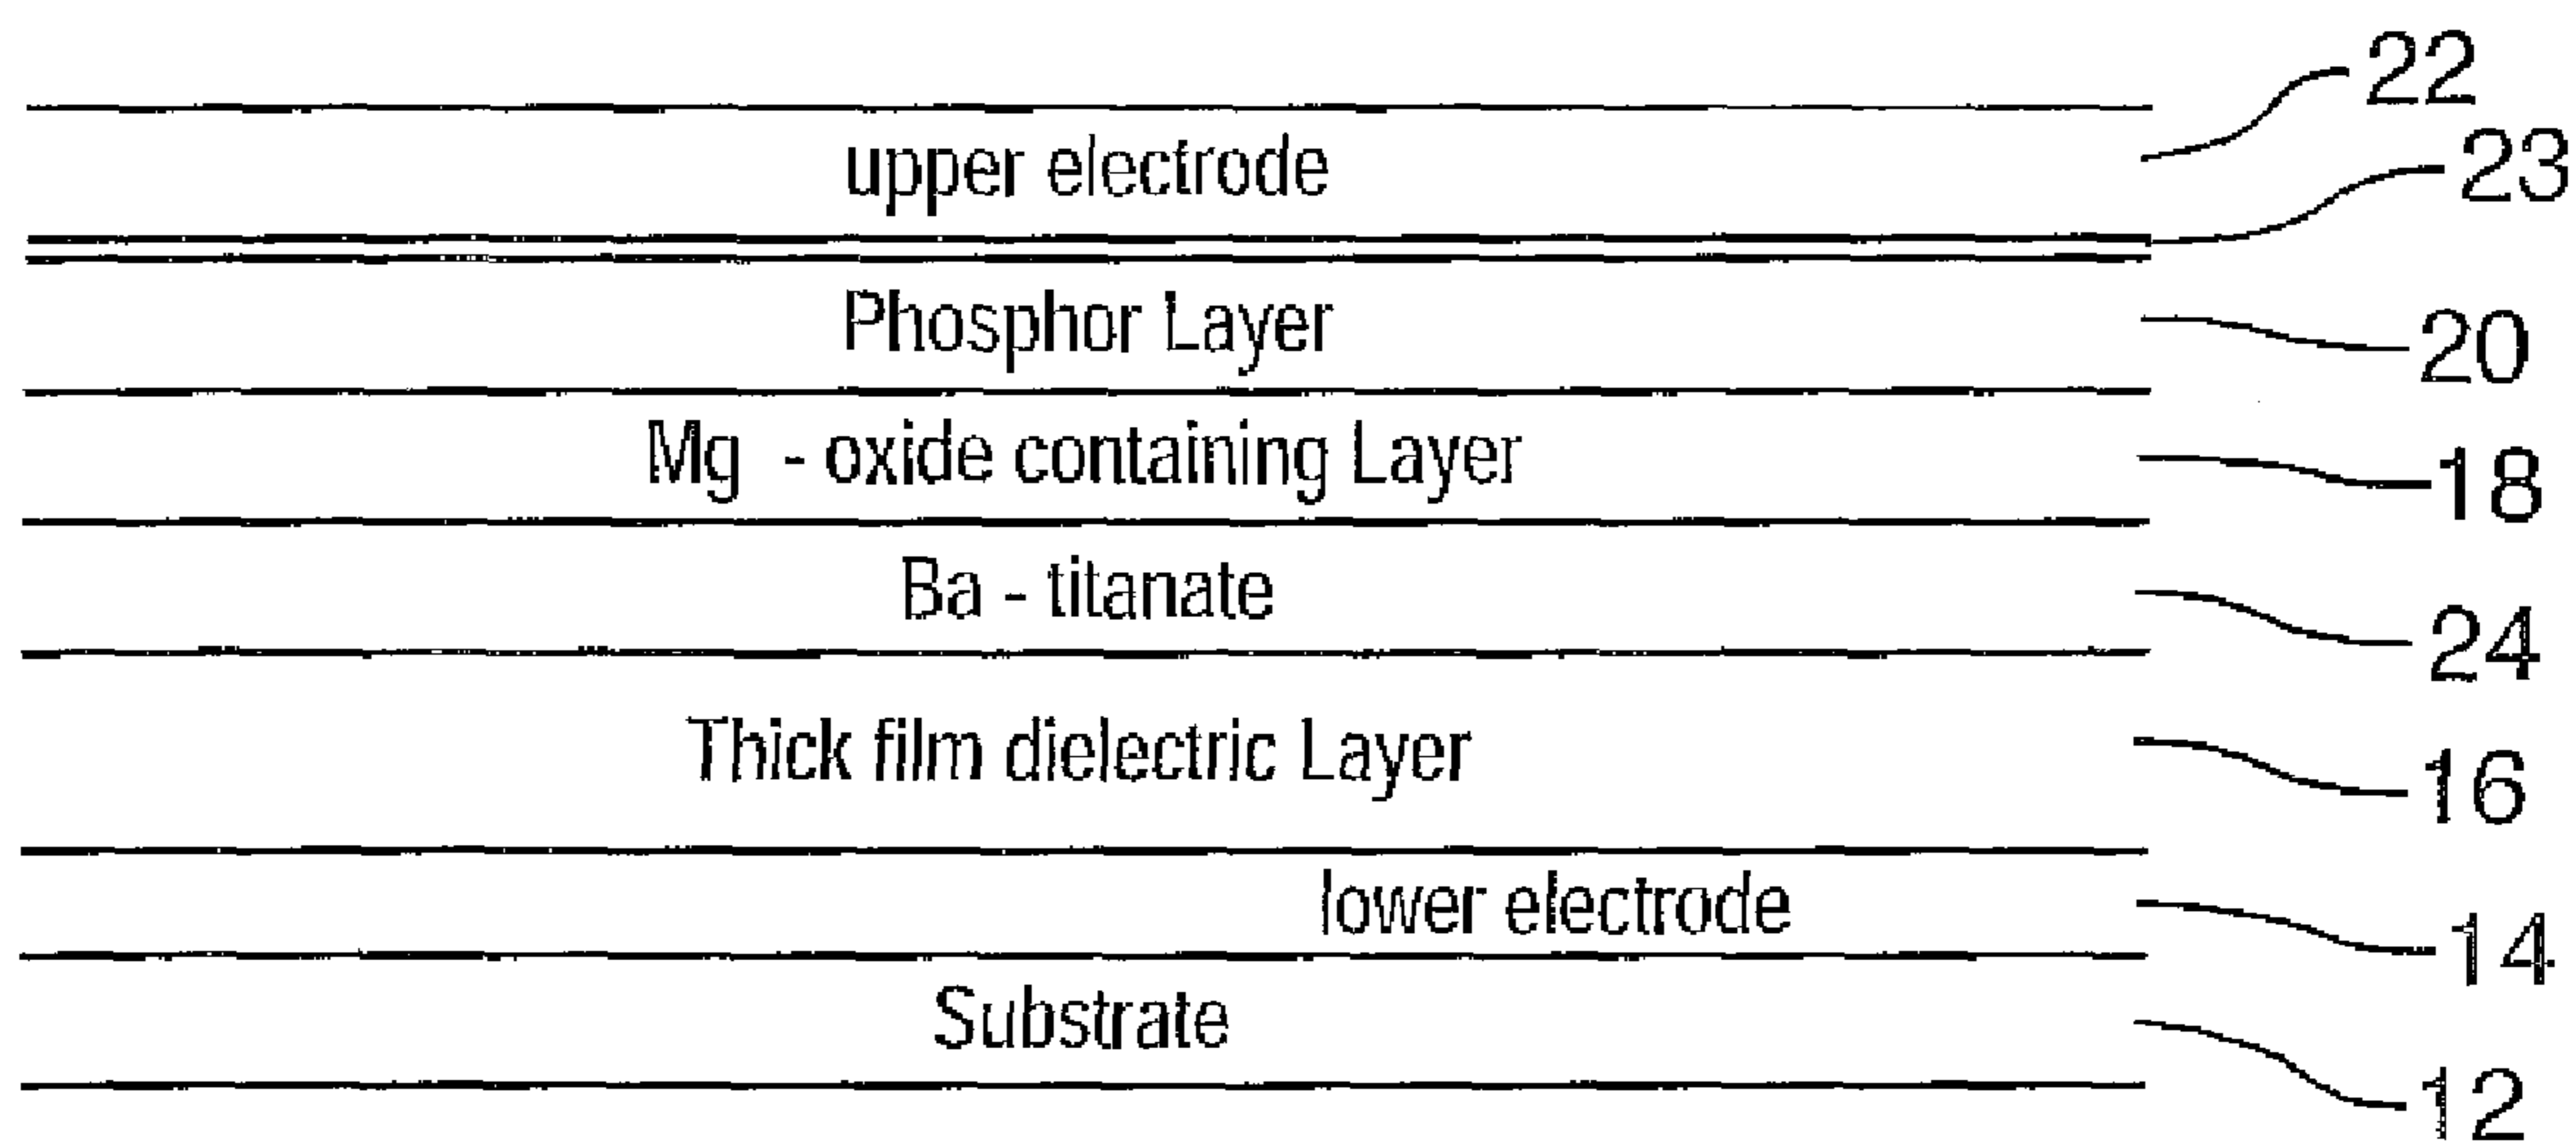 22
upper electrode
23
Phosphor Layer
20
Mg - oxide containing Layer
18
Ba - titanate
24
Thick film dielectric Layer
16
lower electrode
14
Substrate
12